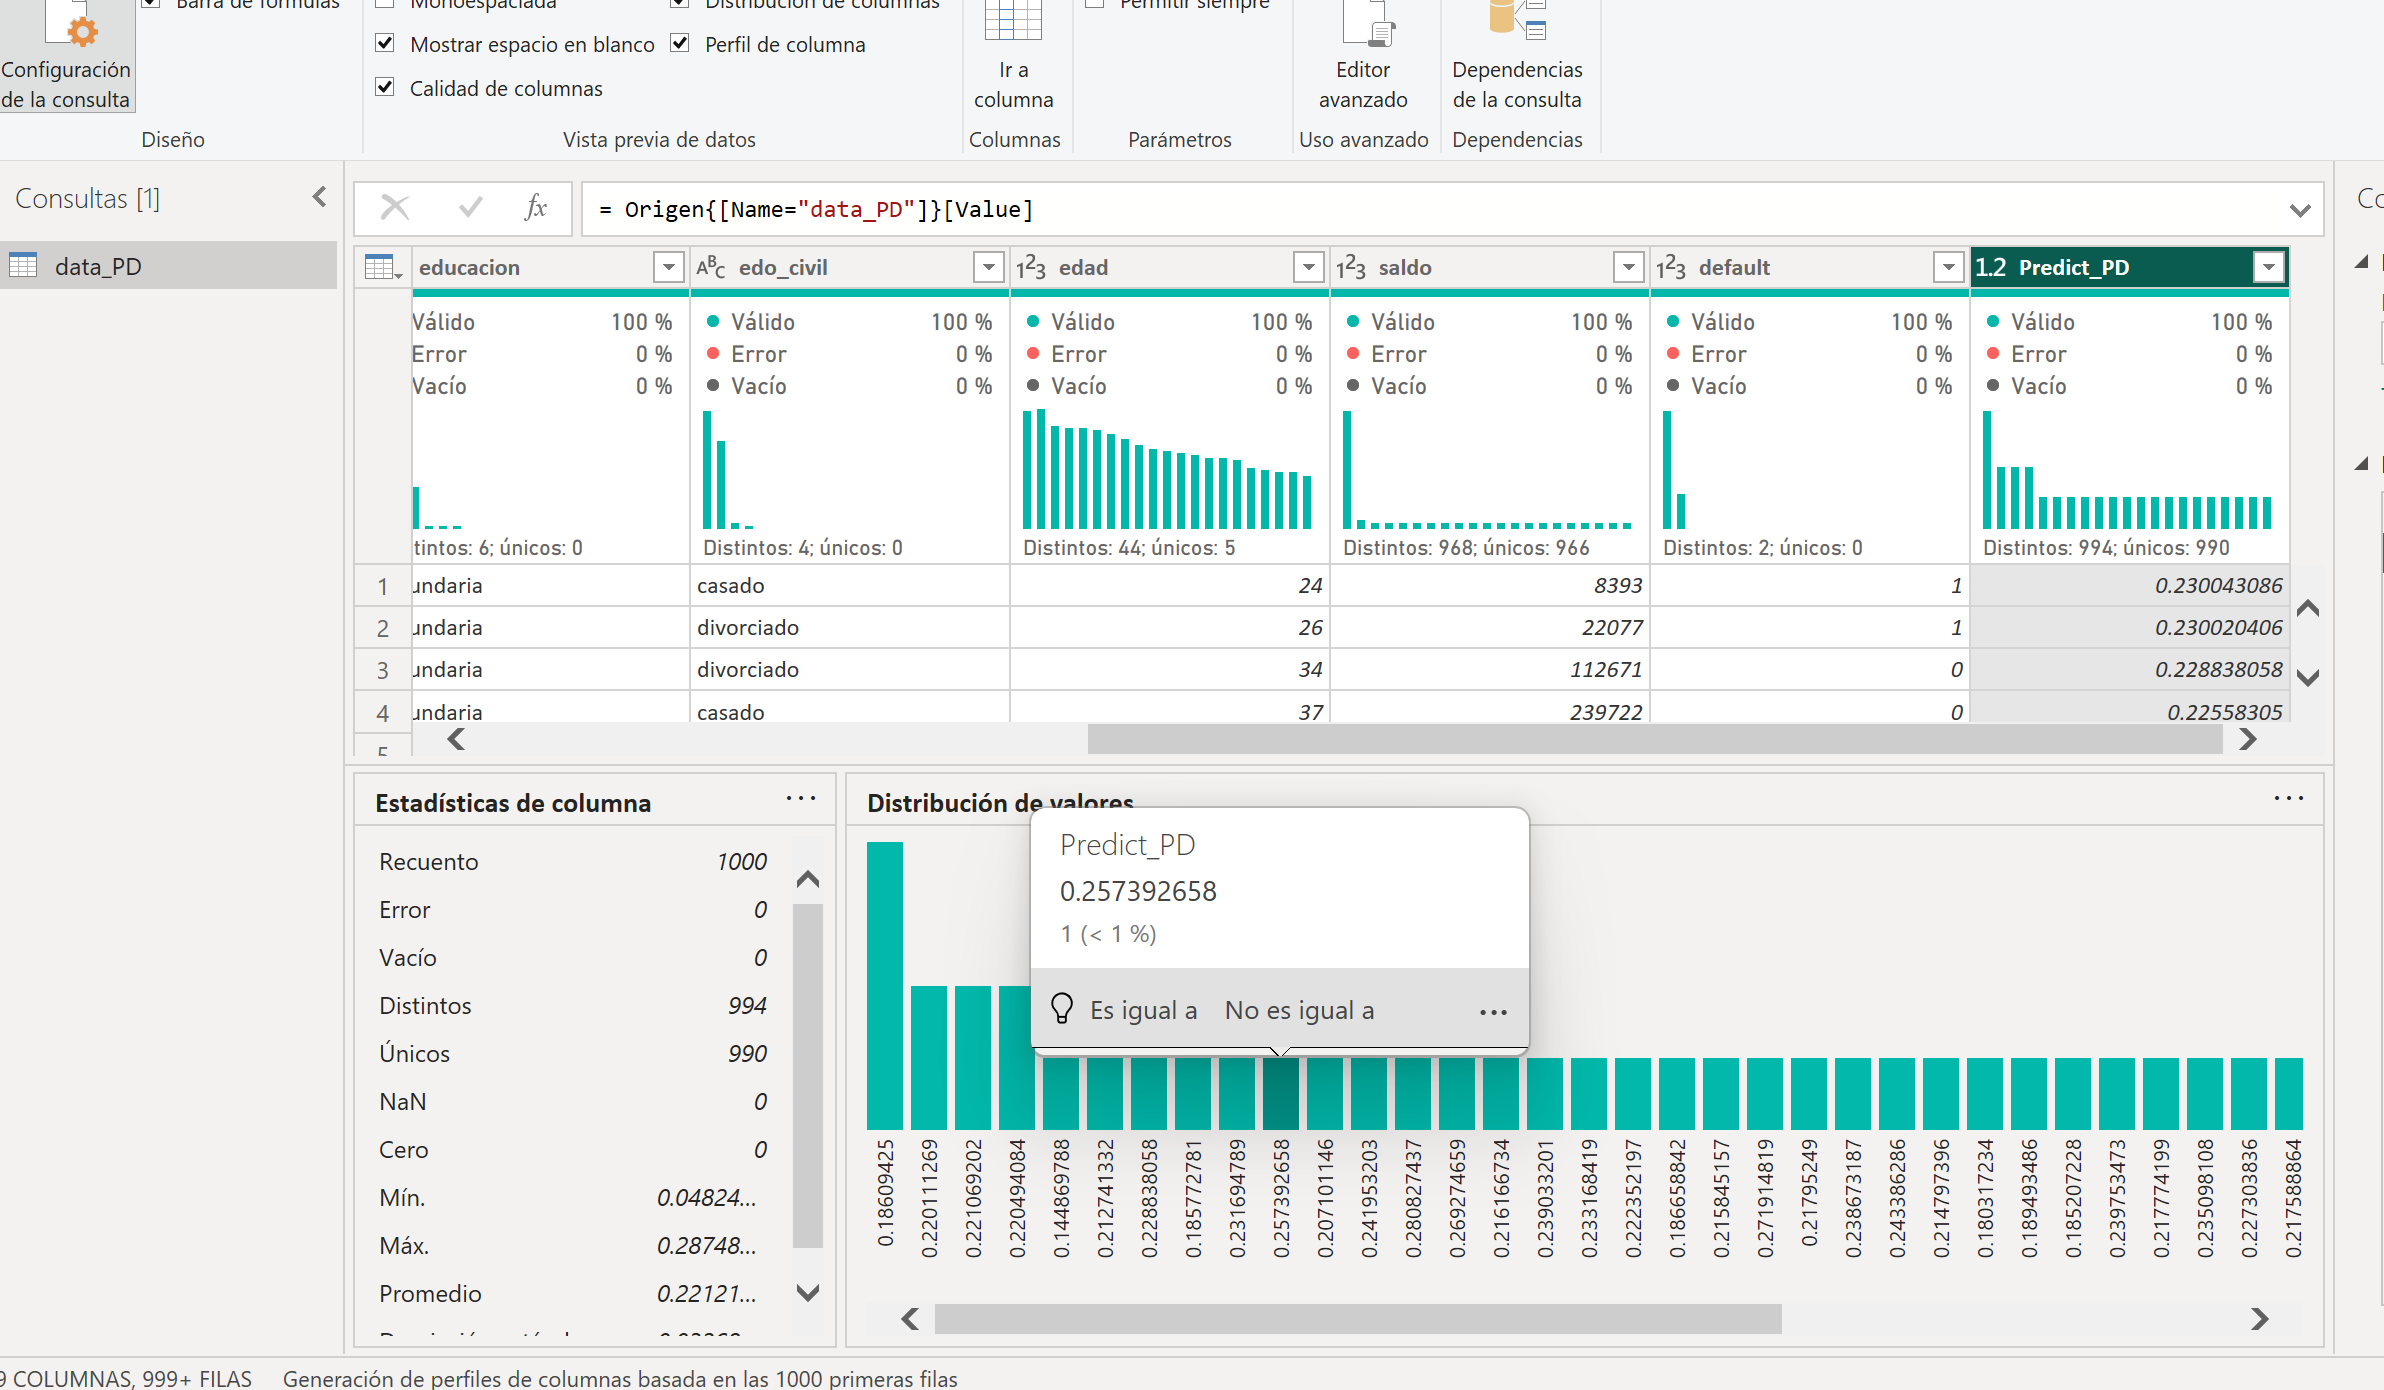 Barra de fórmulas
Monoespaciada
Distribución de columnas
Permitir siempre
Mostrar espacio en blanco
Perfil de columna
Calidad de columnas
Configuración
de la consulta
Ir a
columna
Editor
avanzado
Dependencias
de la consulta
Diseño
Vista previa de datos
Columnas
Parámetros
Uso avanzado
Dependencias
Consultas [1]
data_PD
fx
= Origen{[Name="data_PD"]}[Value]
educacion
ABC edo_civil
123 edad
123 saldo
123 default
1.2 Predict_PD
Válido 100 %
Error 0 %
Vacío 0 %
Válido 100 %
Error 0 %
Vacío 0 %
Válido 100 %
Error 0 %
Vacío 0 %
Válido 100 %
Error 0 %
Vacío 0 %
Válido 100 %
Error 0 %
Vacío 0 %
Válido 100 %
Error 0 %
Vacío 0 %
tintos: 6; únicos: 0
Distintos: 4; únicos: 0
Distintos: 44; únicos: 5
Distintos: 968; únicos: 966
Distintos: 2; únicos: 0
Distintos: 994; únicos: 990
1 undaria casado 24 8393 1 0.230043086
2 undaria divorciado 26 22077 1 0.230020406
3 undaria divorciado 34 112671 0 0.228838058
4 undaria casado 37 239722 0 0.22558305
5
Estadísticas de columna ...
Recuento 1000
Error 0
Vacío 0
Distintos 994
Únicos 990
NaN 0
Cero 0
Mín. 0.04824...
Máx. 0.28748...
Promedio 0.22121...
Distribución de valores ...
Predict_PD
0.257392658
1 (< 1 %)
Es igual a No es igual a ...
0.18609425
0.220111269
0.221069202
0.220494084
0.144869788
0.212741332
0.228838058
0.185772781
0.231694789
0.257392658
0.207101146
0.241953203
0.280827437
0.269274659
0.216166734
0.239033201
0.233168419
0.222352197
0.186658842
0.215845157
0.271914819
0.21795249
0.238673187
0.243386286
0.214797396
0.180317234
0.189493486
0.185207228
0.239753473
0.217774199
0.235098108
0.227303836
0.217588864
9 COLUMNAS, 999+ FILAS
Generación de perfiles de columnas basada en las 1000 primeras filas